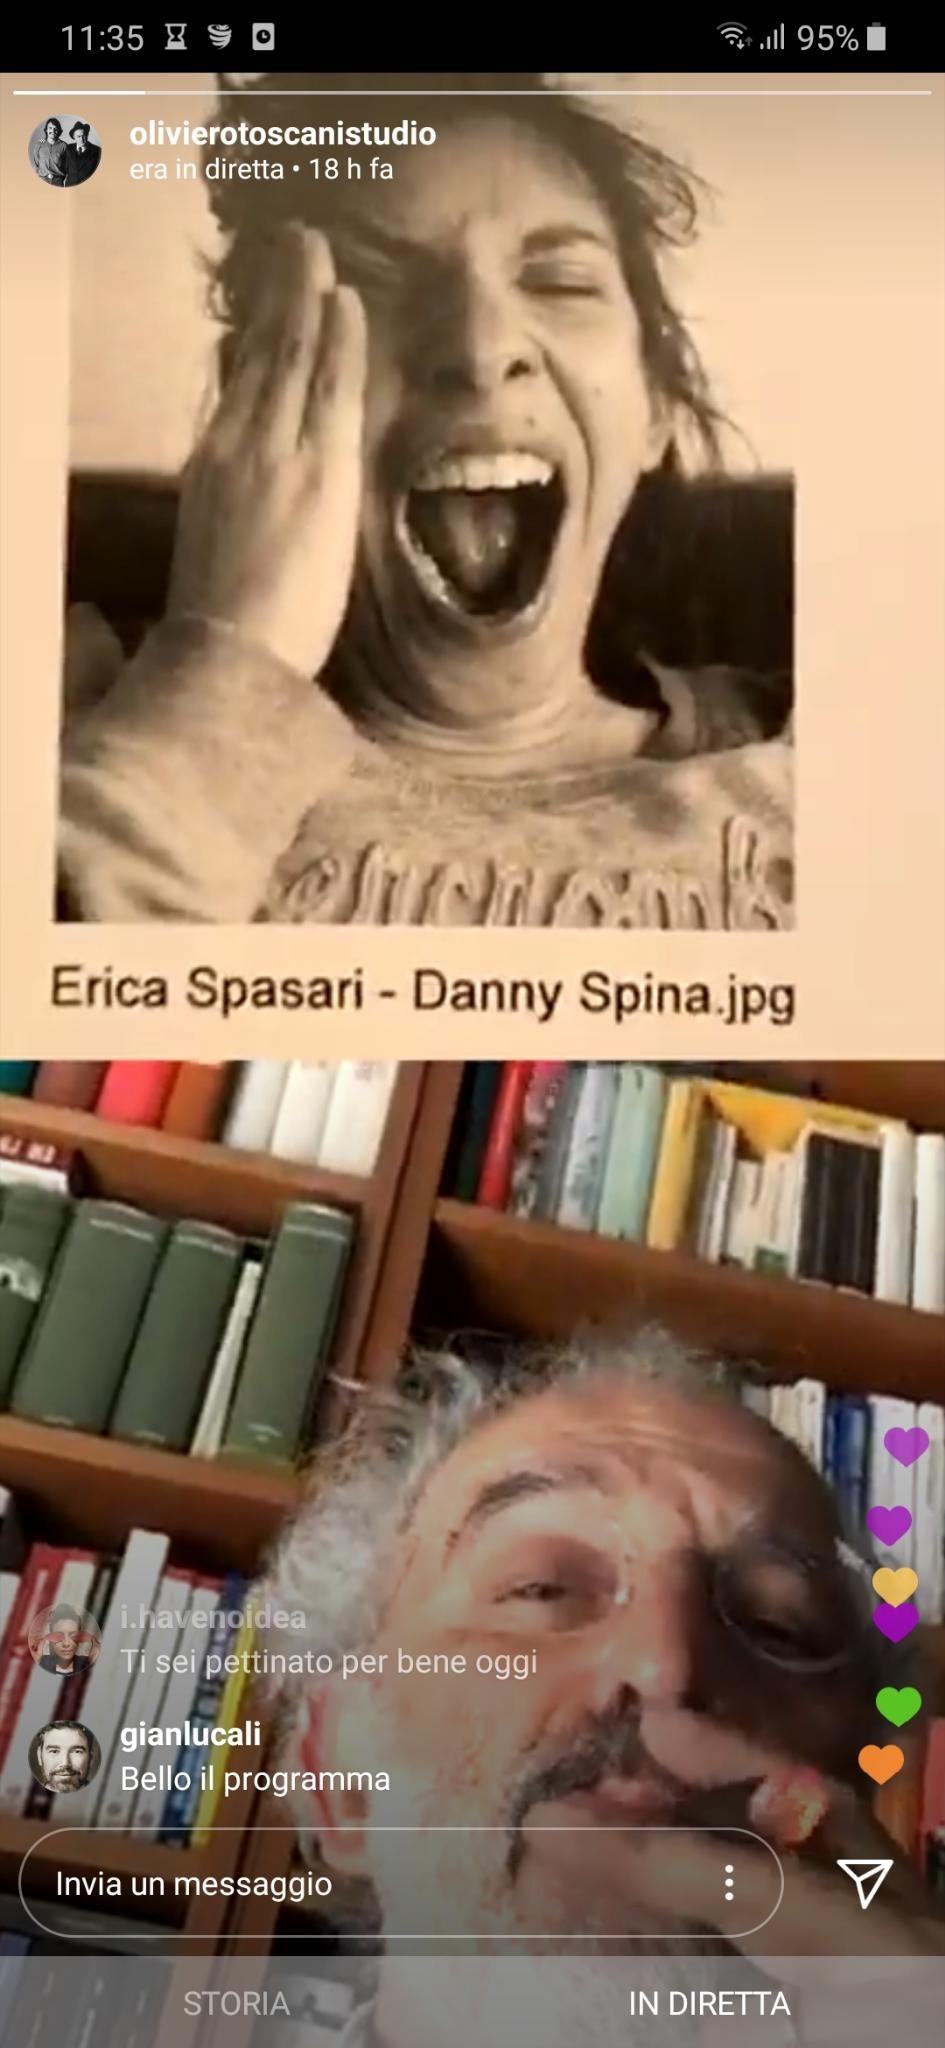 11:35
95%
olivierotoscanistudio
era in diretta • 18 h fa
Erica Spasari - Danny Spina.jpg
i.havenoidea
Ti sei pettinato per bene oggi
gianlucali
Bello il programma
Invia un messaggio
STORIA
IN DIRETTA